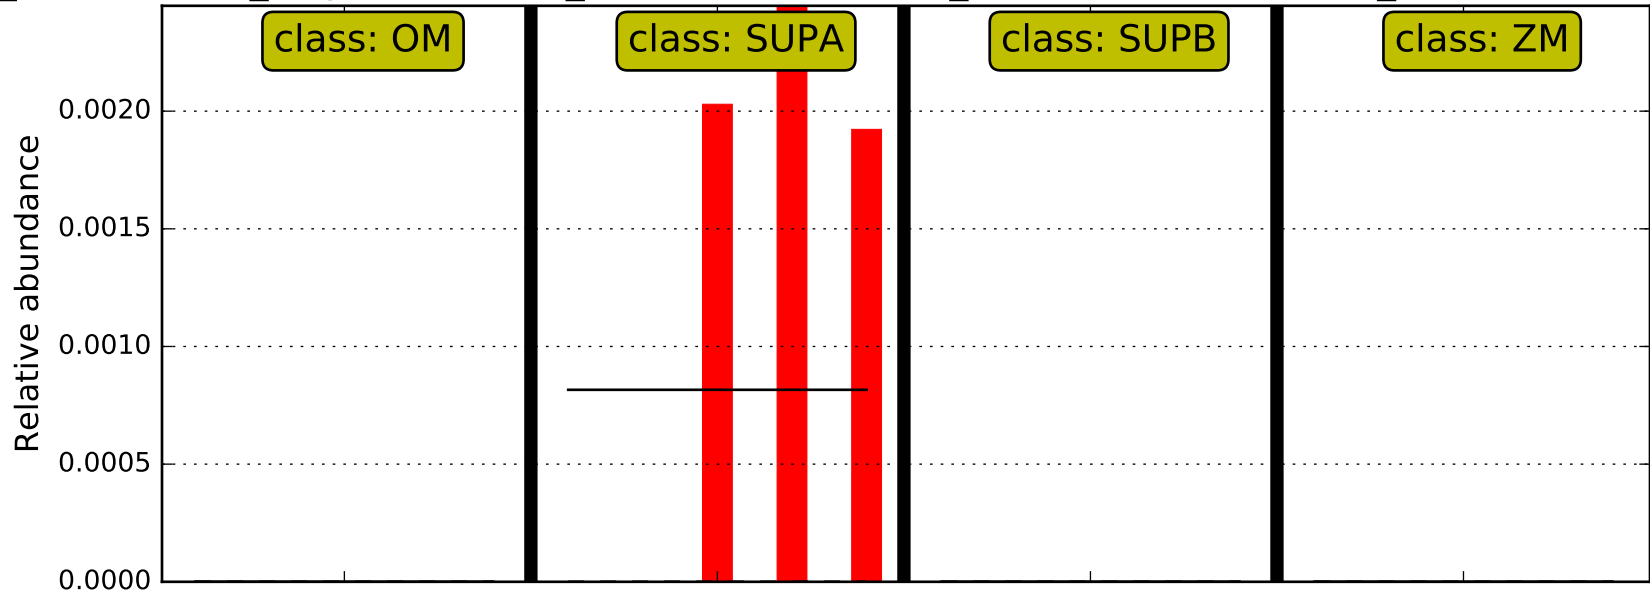 class: OM
class: SUPA
class: SUPB
class: ZM
Relative abundance
0.0020
0.0015
0.0010
0.0005
0.0000